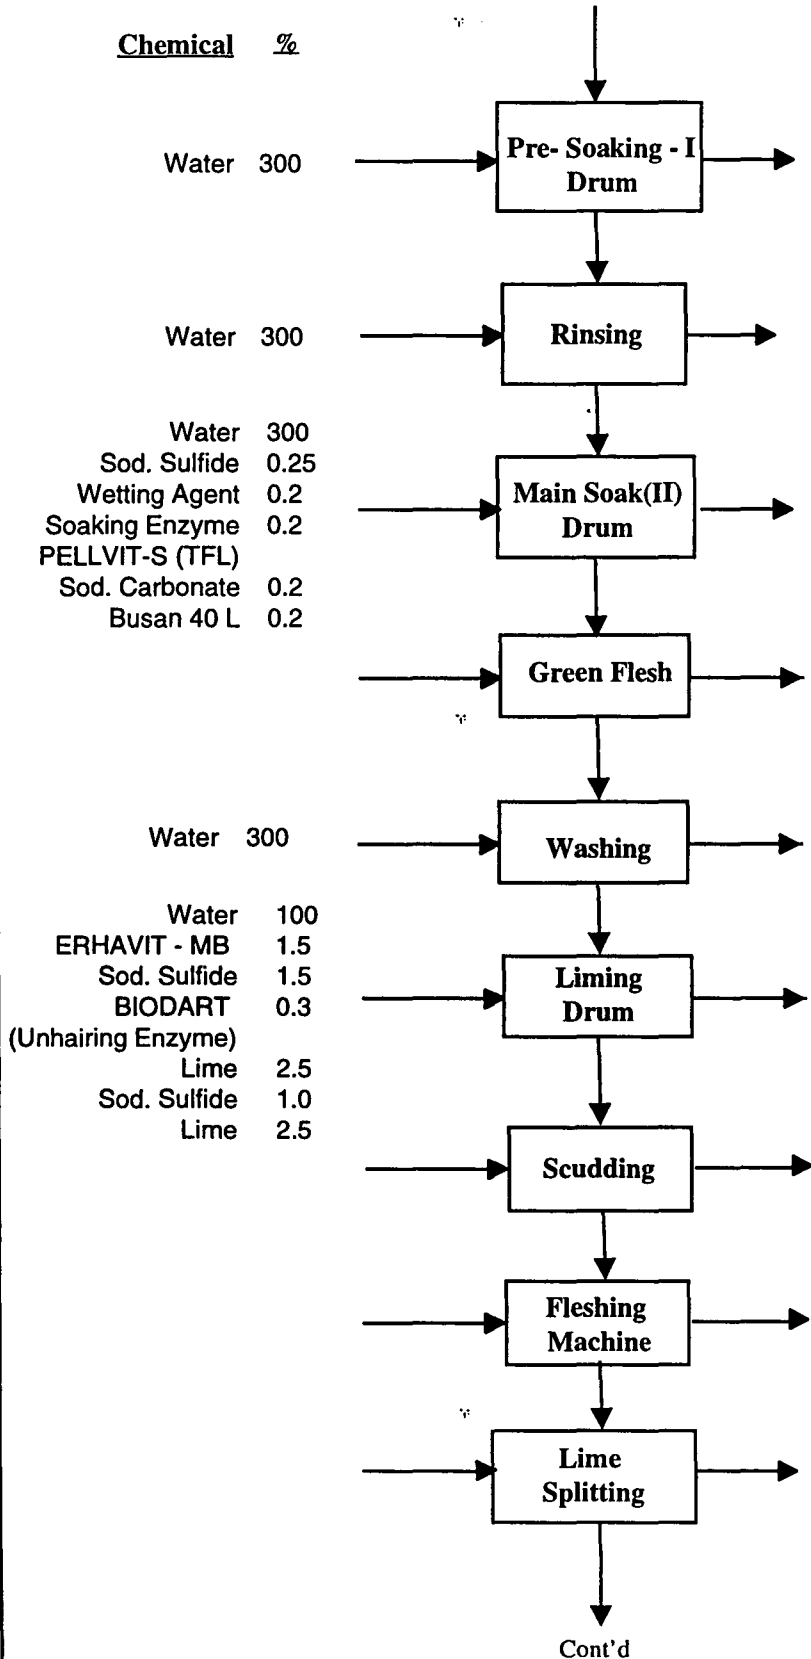 Chemical %
Water 300
Pre- Soaking - I
Drum
Water 300
Rinsing
Water 300
Sod. Sulfide 0.25
Wetting Agent 0.2
Soaking Enzyme 0.2
PELLVIT-S (TFL)
Sod. Carbonate 0.2
Busan 40 L 0.2
Main Soak(II)
Drum
Green Flesh
Water 300
Washing
Water 100
ERHAVIT - MB 1.5
Sod. Sulfide 1.5
BIODART 0.3
(Unhairing Enzyme)
Lime 2.5
Sod. Sulfide 1.0
Lime 2.5
Liming
Drum
Scudding
Fleshing
Machine
Lime
Splitting
Cont'd